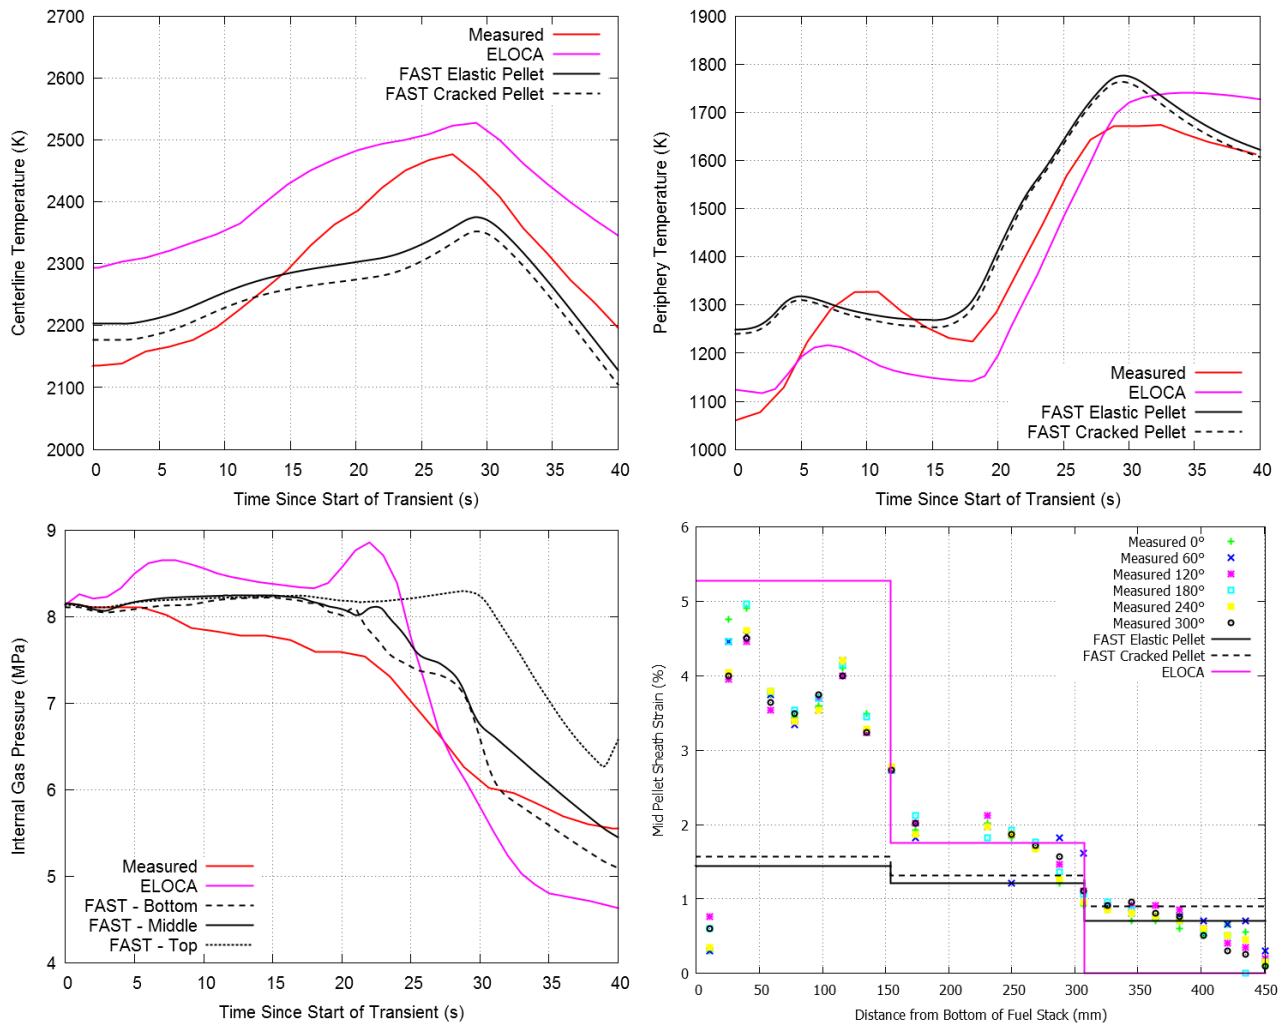 2700
2600
2500
2400
2300
2200
2100
2000
Centerline Temperature (K)
Measured
ELOCA
FAST Elastic Pellet
FAST Cracked Pellet
0 5 10 15 20 25 30 35 40
Time Since Start of Transient (s)
1900
1800
1700
1600
1500
1400
1300
1200
1100
1000
Periphery Temperature (K)
Measured
ELOCA
FAST Elastic Pellet
FAST Cracked Pellet
0 5 10 15 20 25 30 35 40
Time Since Start of Transient (s)
9
8
7
6
5
4
Internal Gas Pressure (MPa)
Measured
ELOCA
FAST - Bottom
FAST - Middle
FAST - Top
0 5 10 15 20 25 30 35 40
Time Since Start of Transient (s)
6
5
4
3
2
1
0
Mid Pellet Sheath Strain (%)
Measured 0º
Measured 60º
Measured 120º
Measured 180º
Measured 240º
Measured 300º
FAST Elastic Pellet
FAST Cracked Pellet
ELOCA
0 50 100 150 200 250 300 350 400 450
Distance from Bottom of Fuel Stack (mm)